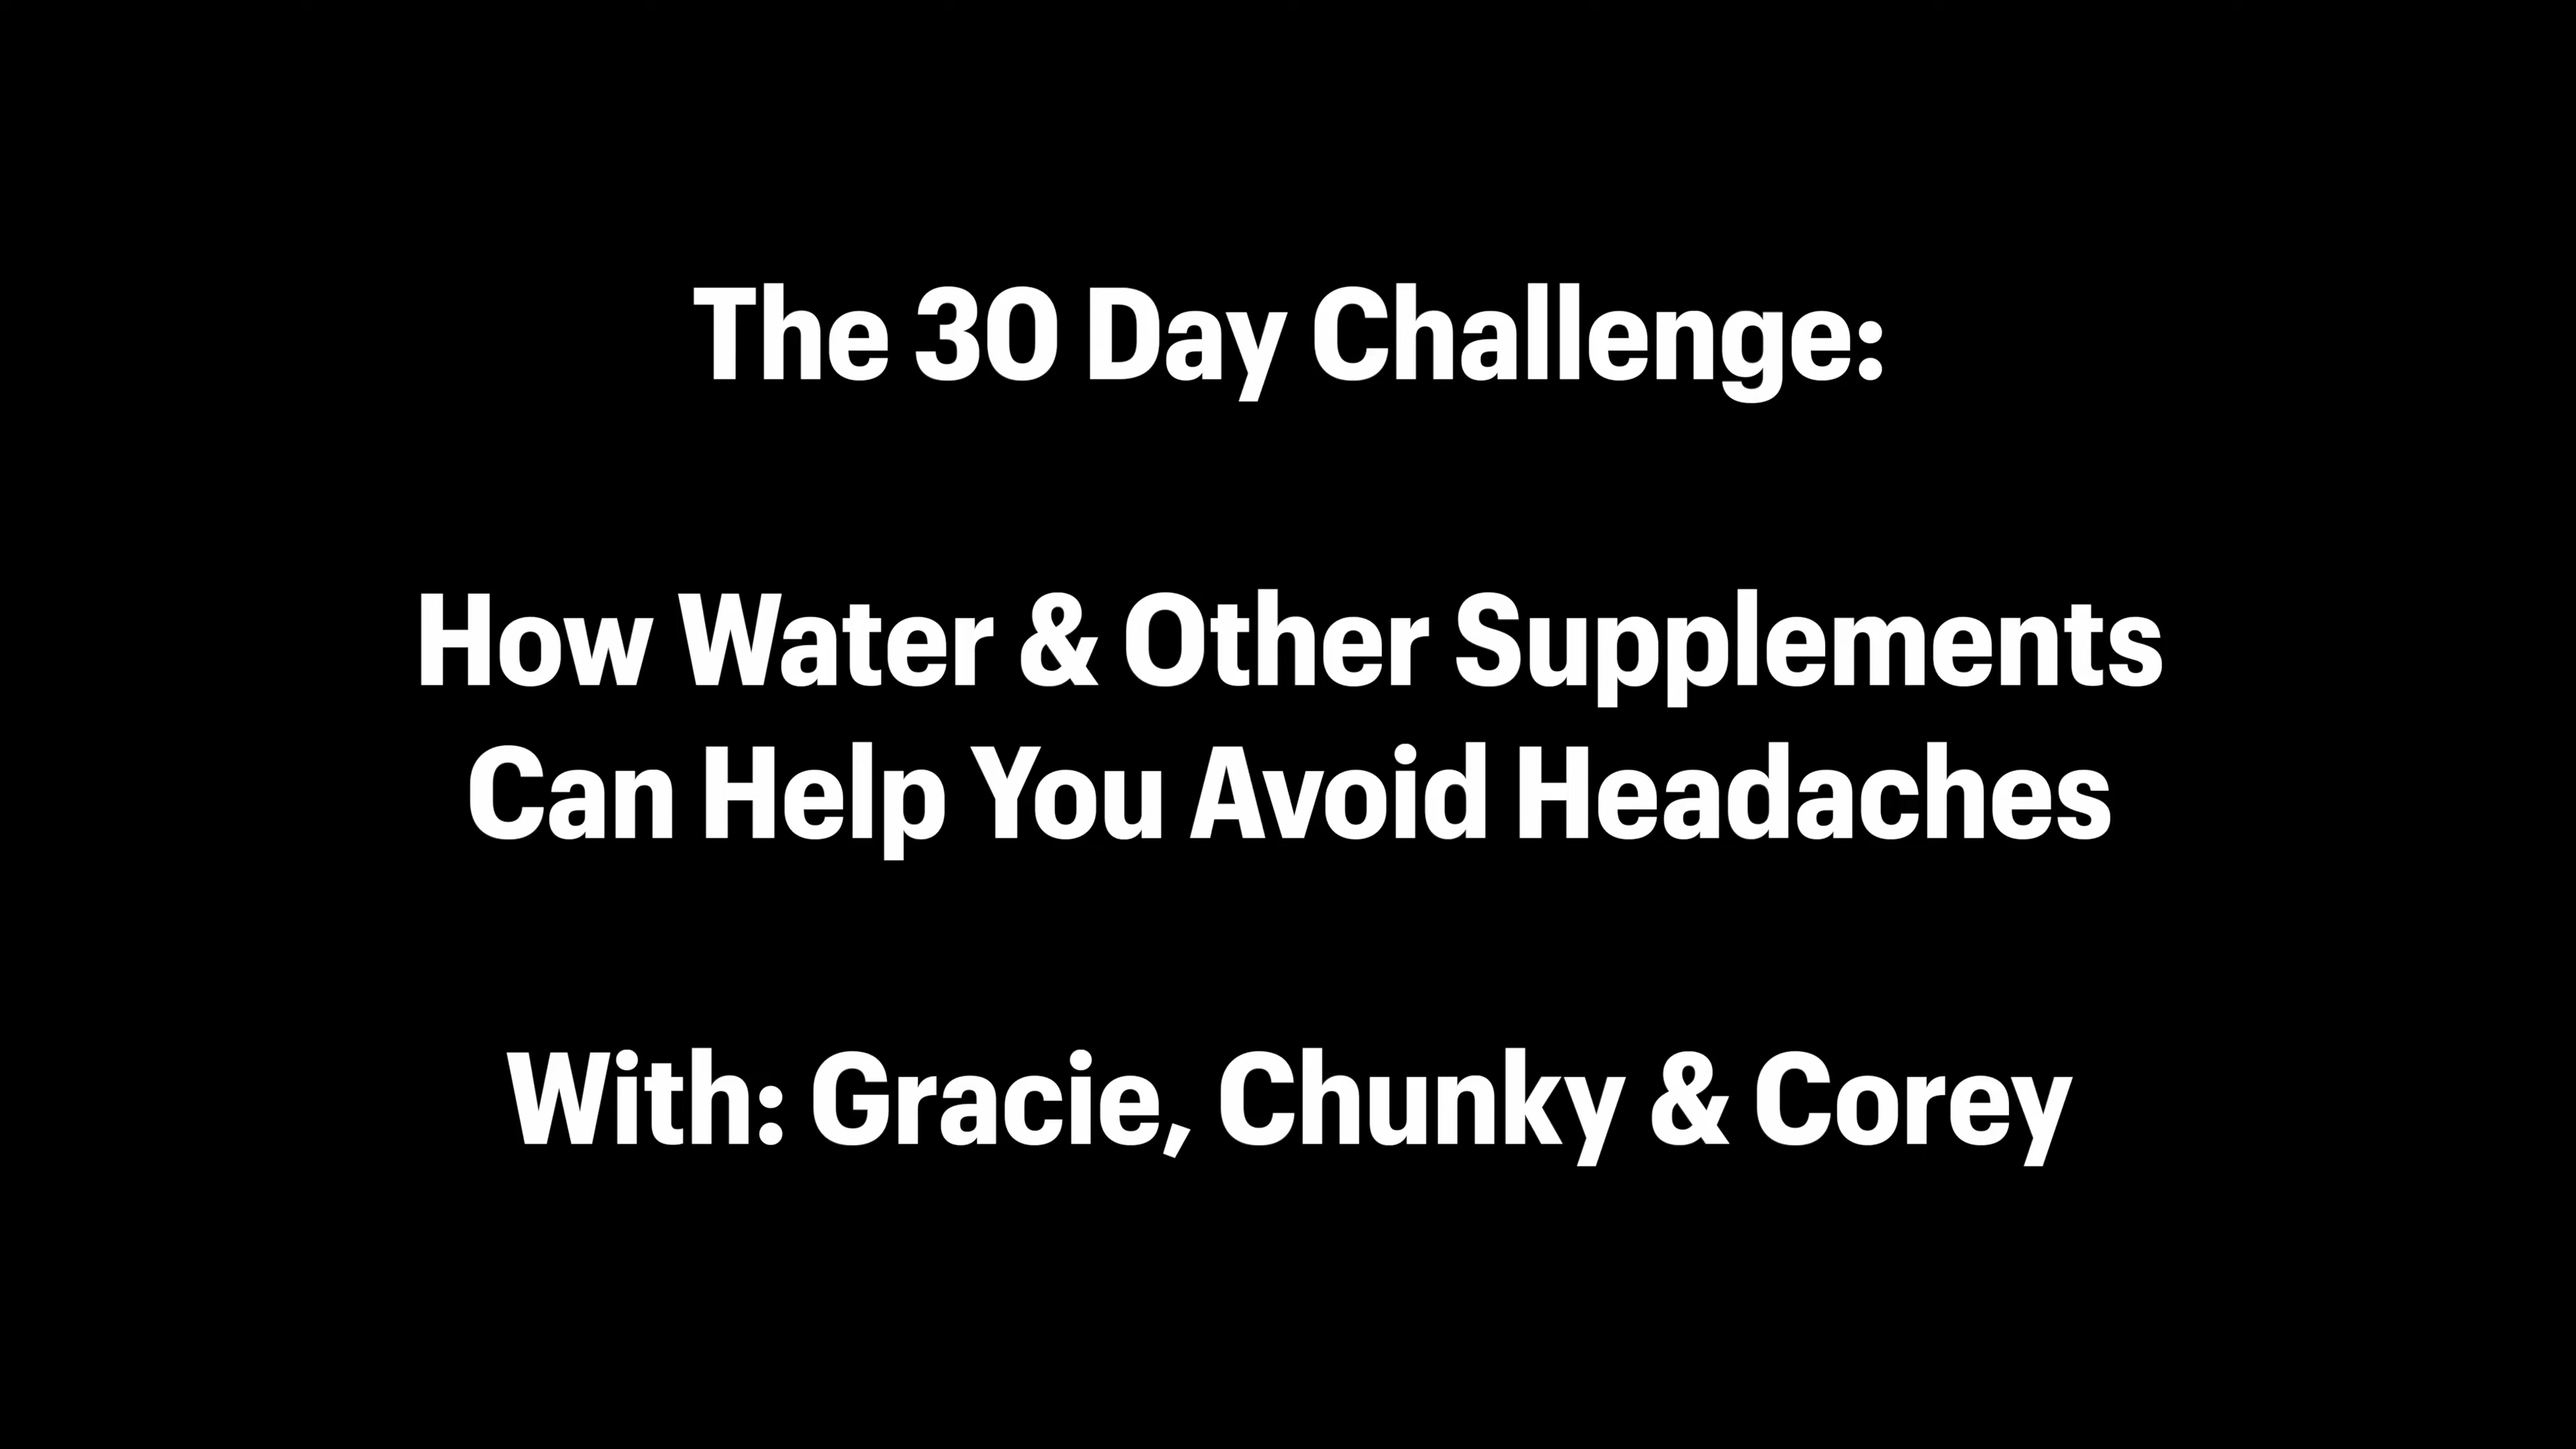 The 30 Day Challenge:
How Water & Other Supplements
Can Help You Avoid Headaches
With: Gracie, Chunky & Corey